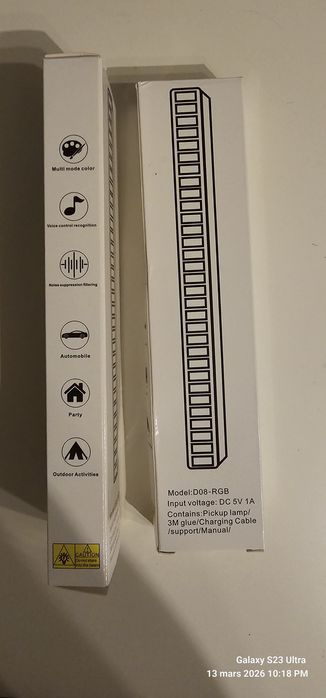 Multi mode color
Voice control recognition
Noise suppression filtering
Automobile
Party
Outdoor Activities
CAUTION
Model:D08-RGB
Input voltage: DC 5V 1A
Contains:Pickup lamp/
3M glue/Charging Cable
/support/Manual/
Galaxy S23 Ultra
13 mars 2026 10:18 PM